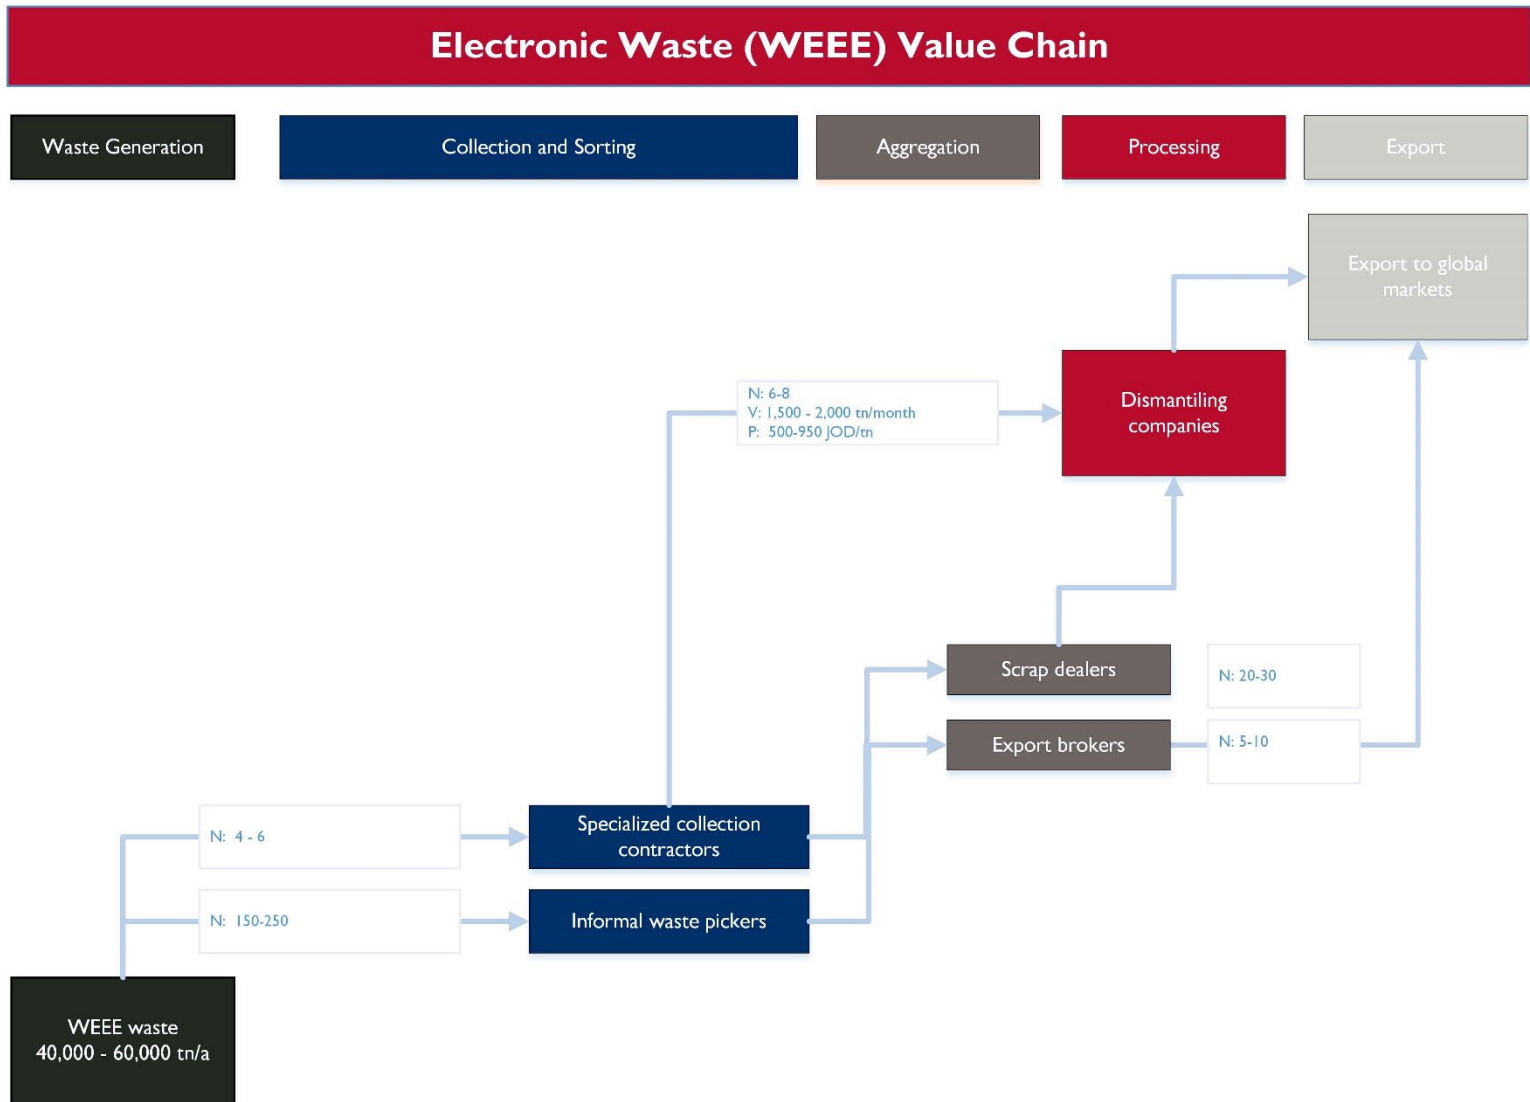 Electronic Waste (WEEE) Value Chain
Waste Generation
Collection and Sorting
Aggregation
Processing
Export
Export to global
markets
N: 6-8
V: 1,500 - 2,000 tn/month
P: 500-950 JOD/tn
Dismantiling
companies
Scrap dealers
N: 20-30
Export brokers
N: 5-10
N: 4 - 6
Specialized collection
contractors
N: 150-250
Informal waste pickers
WEEE waste
40,000 - 60,000 tn/a